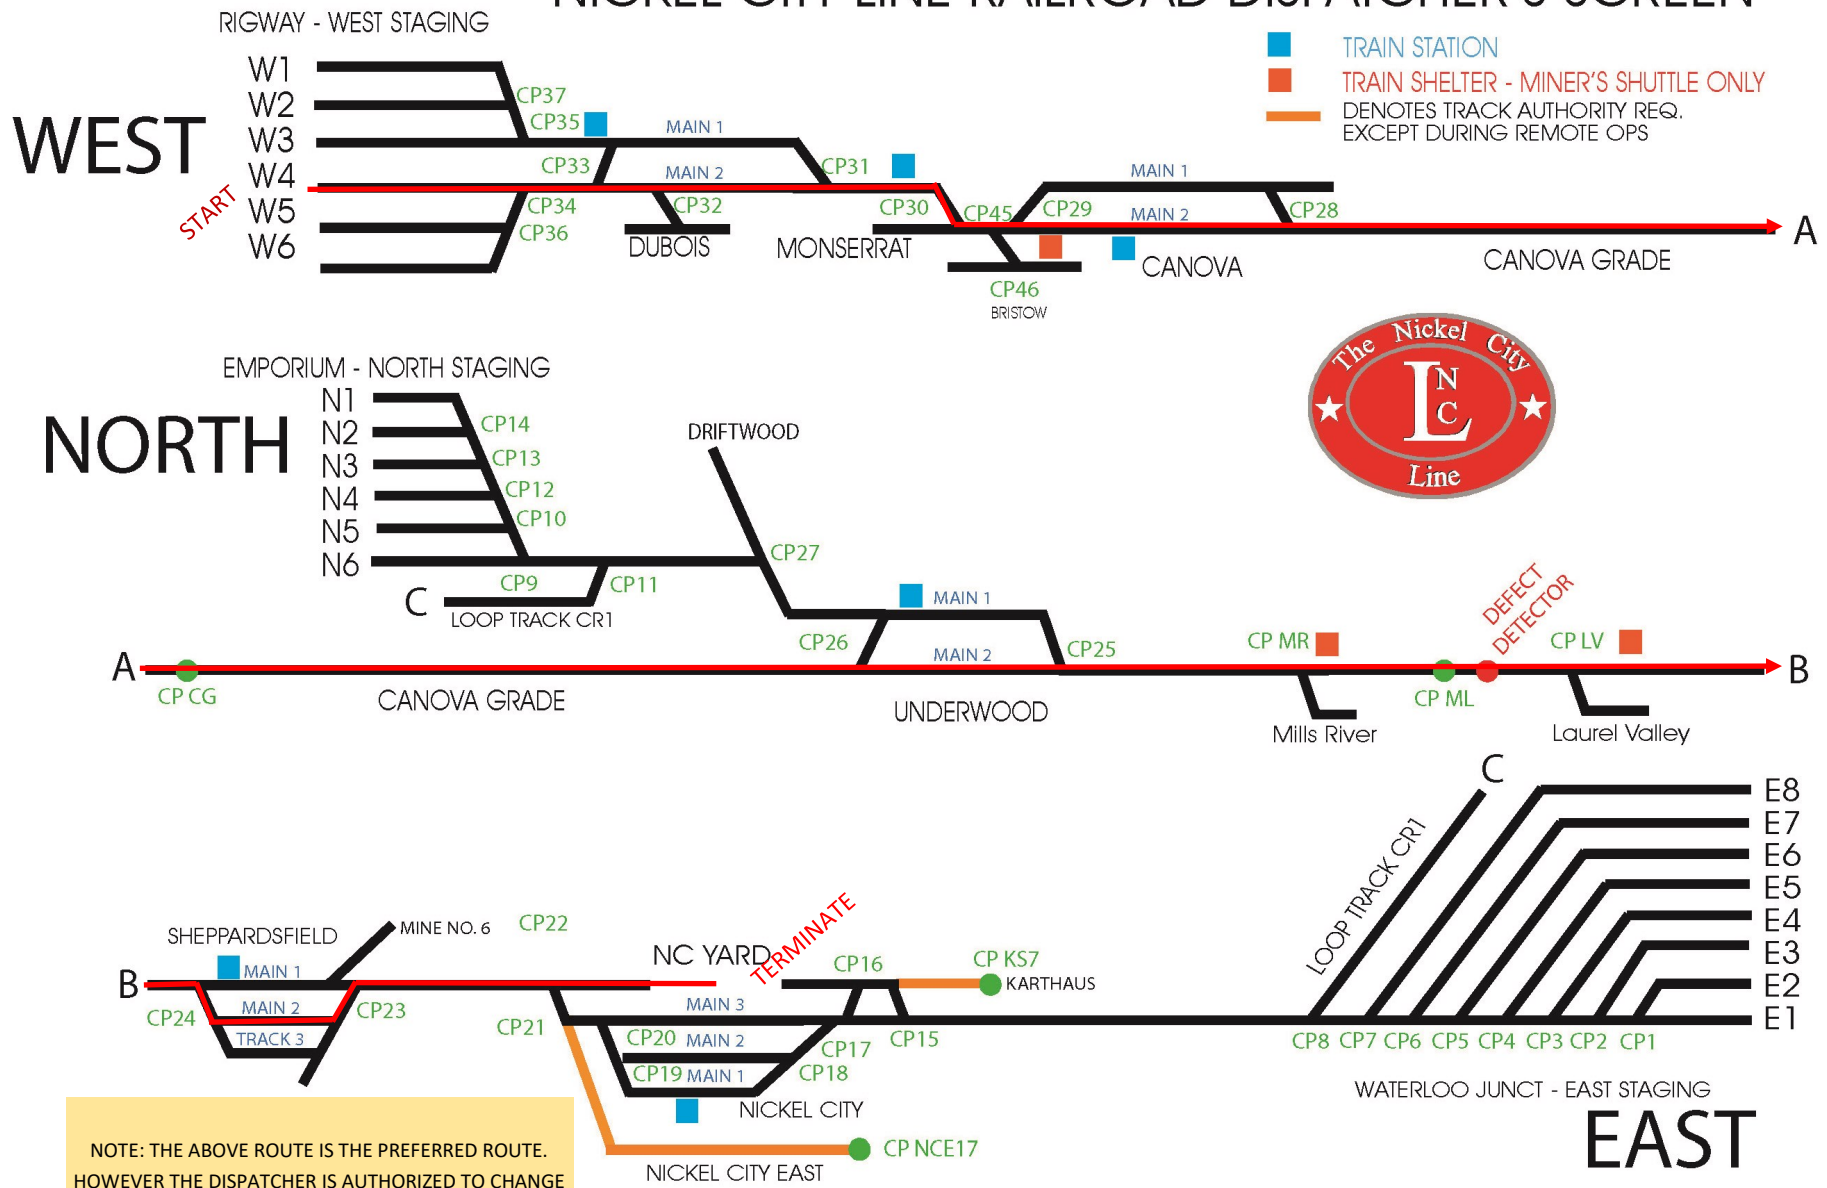 NICKEL CITY LINE RAILROAD DISPATCHER'S SCREEN
RIGWAY - WEST STAGING
TRAIN STATION
TRAIN SHELTER - MINER'S SHUTTLE ONLY
DENOTES TRACK AUTHORITY REQ.
EXCEPT DURING REMOTE OPS
WEST
START
W1
W2
W3
W4
W5
W6
CP37
CP35
MAIN 1
CP33
MAIN 2
CP31
CP34
CP32
CP36
DUBOIS
MONSERRAT
CP30
CP45
CP29
MAIN 1
MAIN 2
CP28
A
CANOVA
CANOVA GRADE
CP46
BRISTOW
The Nickel City
L N C
Line
EMPORIUM - NORTH STAGING
NORTH
N1
N2
N3
N4
N5
N6
CP14
CP13
CP12
CP10
CP9
CP11
C
LOOP TRACK CR1
DRIFTWOOD
CP27
MAIN 1
CP26
MAIN 2
CP25
CP MR
DEFECT
DETECTOR
CP LV
A
CP CG
CANOVA GRADE
UNDERWOOD
CP ML
B
Mills River
Laurel Valley
C
LOOP TRACK CR1
E8
E7
E6
E5
E4
E3
E2
E1
SHEPPARDSFIELD
MINE NO. 6
CP22
NC YARD
TERMINATE
B
MAIN 1
CP16
CP KS7
KARTHAUS
CP24
MAIN 2
CP23
MAIN 3
TRACK 3
CP21
CP20
MAIN 2
CP17
CP15
CP19
MAIN 1
CP18
CP8
CP7
CP6
CP5
CP4
CP3
CP2
CP1
NICKEL CITY
WATERLOO JUNCT - EAST STAGING
EAST
CP NCE17
NICKEL CITY EAST
NOTE: THE ABOVE ROUTE IS THE PREFERRED ROUTE.
HOWEVER THE DISPATCHER IS AUTHORIZED TO CHANGE